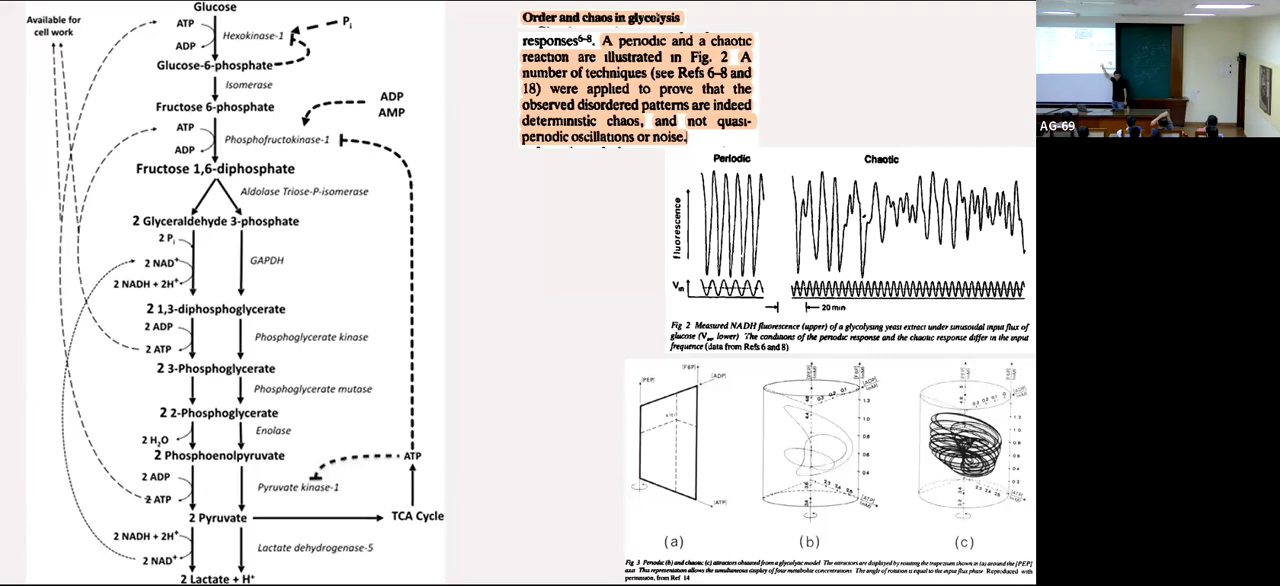 Available for
cell work
Glucose
ATP
Hexokinase-1
Pi
ADP
Glucose-6-phosphate
Isomerase
Fructose 6-phosphate
ADP
AMP
ATP
Phosphofructokinase-1
ADP
Fructose 1,6-diphosphate
Aldolase Triose-P-isomerase
2 Glyceraldehyde 3-phosphate
2 Pi
2 NAD+
GAPDH
2 NADH + 2H+
2 1,3-diphosphoglycerate
2 ADP
Phosphoglycerate kinase
2 ATP
2 3-Phosphoglycerate
Phosphoglycerate mutase
2 2-Phosphoglycerate
Enolase
2 H2O
2 Phosphoenolpyruvate
ATP
2 ADP
Pyruvate kinase-1
2 ATP
2 Pyruvate
TCA Cycle
2 NADH + 2H+
Lactate dehydrogenase-5
2 NAD+
2 Lactate + H+
Order and chaos in glycolysis
responses6–8. A periodic and a chaotic
reaction are illustrated in Fig. 2 A
number of techniques (see Refs 6–8 and
18) were applied to prove that the
observed disordered patterns are indeed
deterministic chaos, and not quasi-
periodic oscillations or noise.
Periodic
Chaotic
fluorescence
Vin
20 min
Fig 2 Measured NADH fluorescence (upper) of a glycolysing yeast extract under sinusoidal input flux of
glucose (Vin, lower) The conditions of the periodic response and the chaotic response differ in the input
frequency (data from Refs 6 and 8)
[PEP]
[F6P]
[ADP]
[ATP]
(a)
(b)
(c)
Fig 3 Periodic (b) and chaotic (c) attractors obtained from a glycolytic model The attractors are displayed by rotating the trapezium shown in (a) around the [PEP]
axis This representation allows the simultaneous display of four metabolite concentrations The angle of rotation is equal to the input flux phase Reproduced with
permission, from Ref 14
AG-69